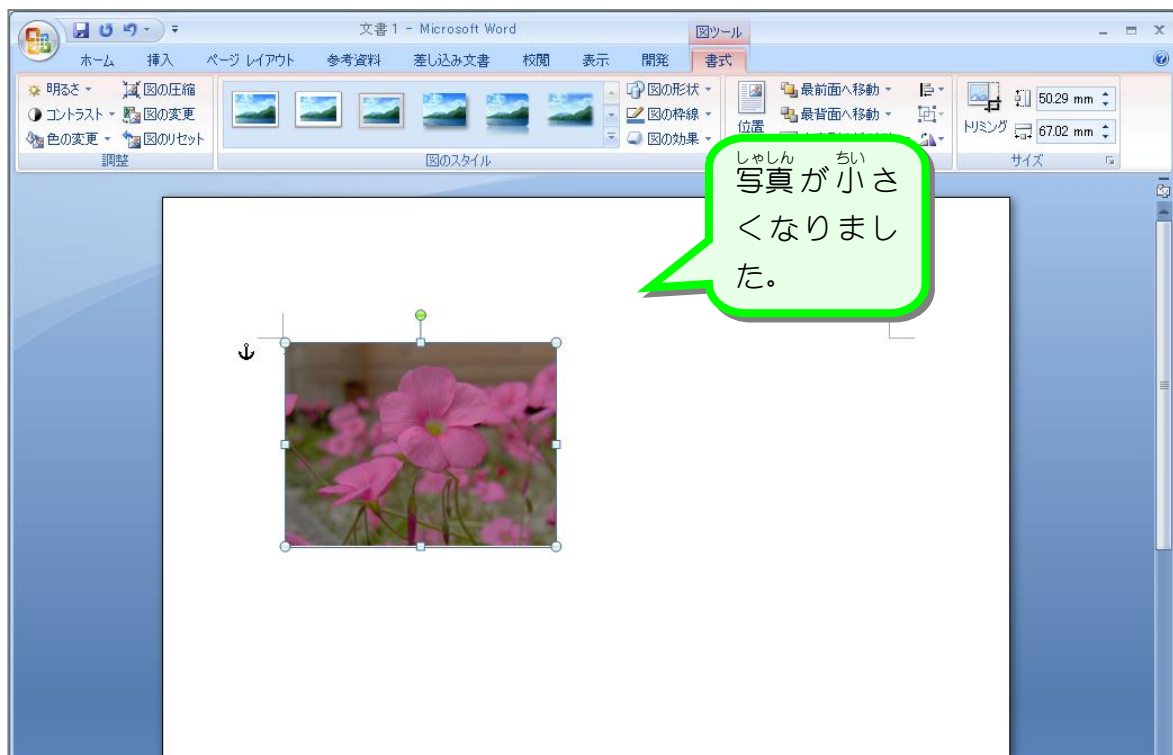 文書1 - Microsoft Word
図ツール
ホーム 挿入 ページ レイアウト 参考資料 差し込み文書 校閲 表示 開発 書式
明るさ 図の圧縮
コントラスト 図の変更
色の変更 図のリセット
調整
図のスタイル
図の形状
図の枠線
図の効果
位置
最前面へ移動
最背面へ移動
トリミング
50.29 mm
67.02 mm
サイズ
しゃしん ちい
写真が小さ
くなりまし
た。